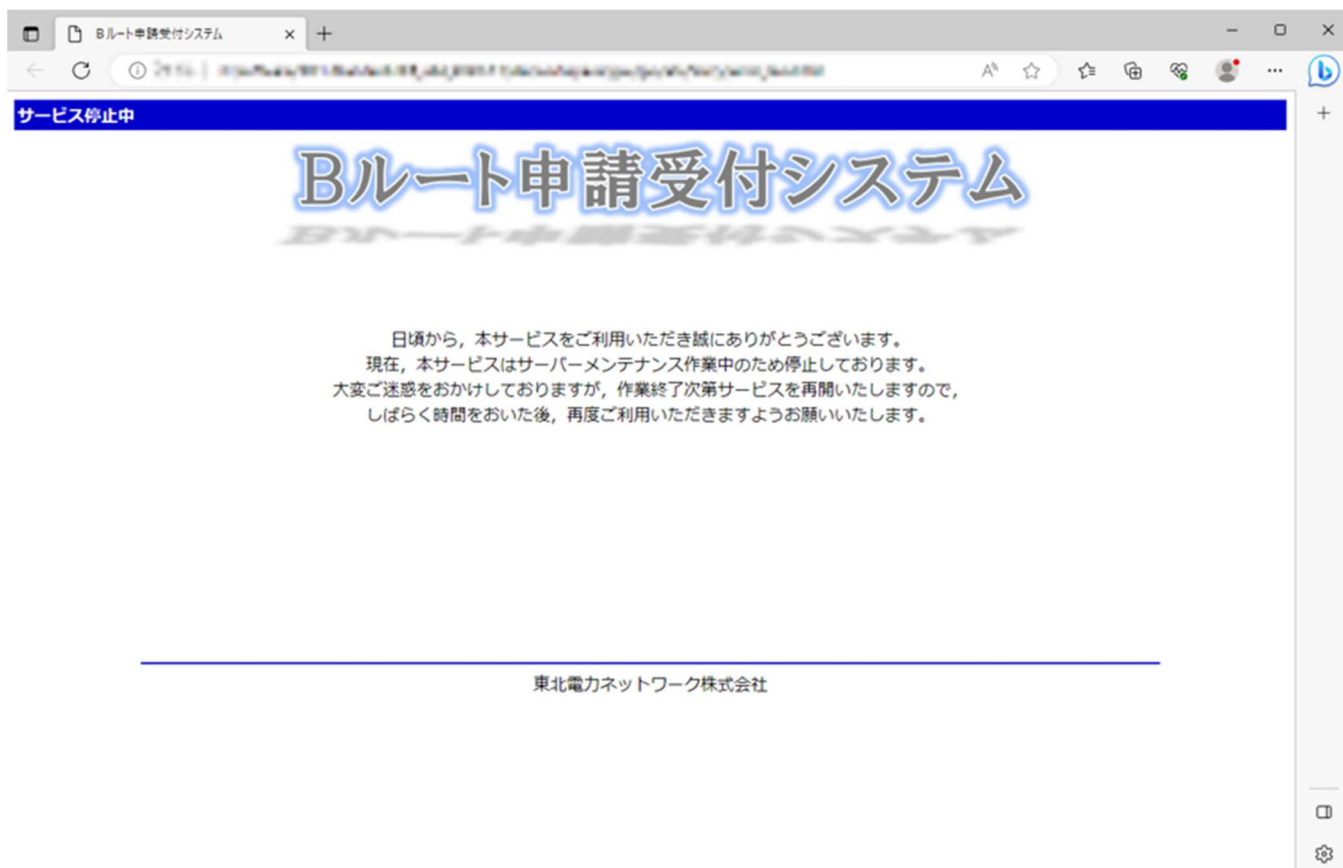 Bルート申請受付システム
サービス停止中
Bルート申請受付システム
日頃から，本サービスをご利用いただき誠にありがとうございます。
現在，本サービスはサーバーメンテナンス作業中のため停止しております。
大変ご迷惑をおかけしておりますが，作業終了次第サービスを再開いたしますので，
しばらく時間をおいた後，再度ご利用いただきますようお願いいたします。
東北電力ネットワーク株式会社